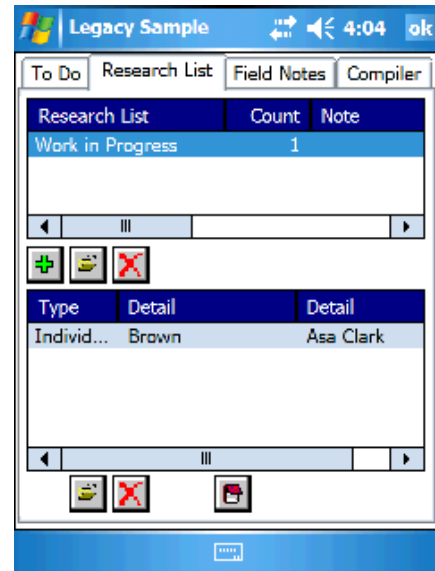 Legacy Sample 4:04 ok
To Do Research List Field Notes Compiler
Research List Count Note
Work in Progress 1
Type Detail Detail
Individ... Brown Asa Clark